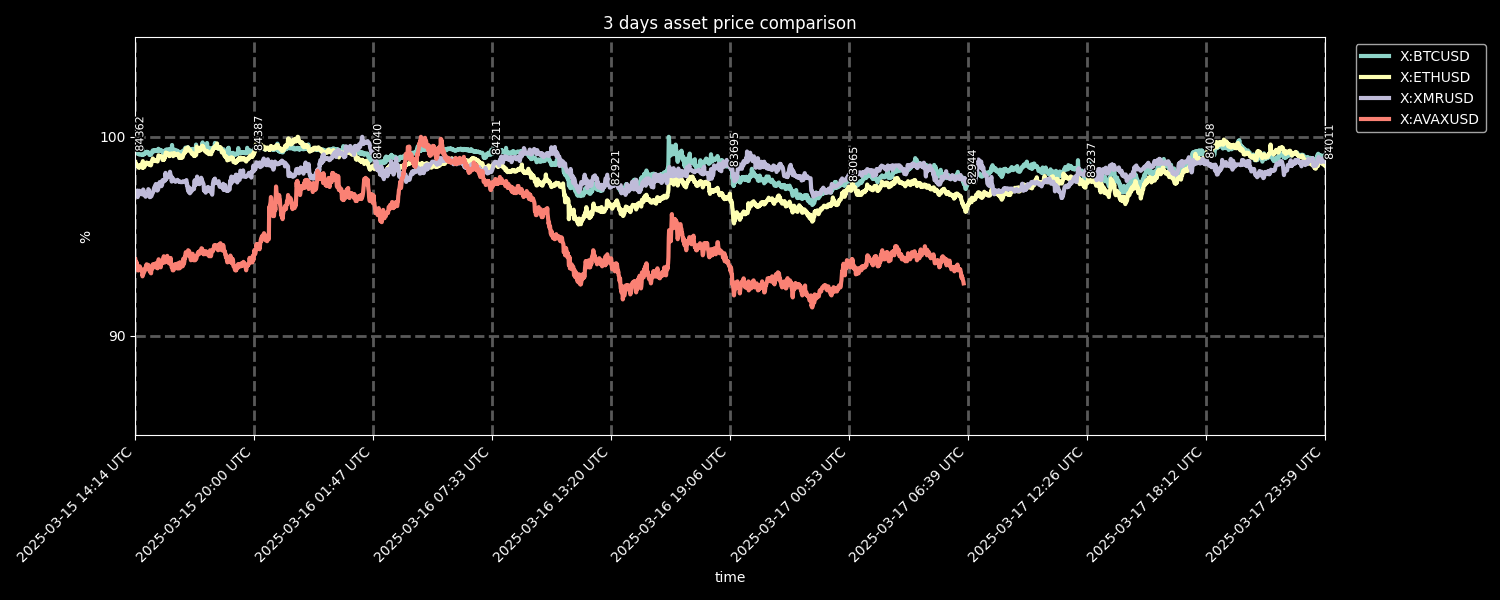 3 days asset price comparison
X:BTCUSD
X:ETHUSD
X:XMRUSD
X:AVAXUSD
100
90
%
84362
84387
84040
84211
82921
83695
83065
82944
83237
84058
84011
2025-03-15 14:14 UTC
2025-03-15 20:00 UTC
2025-03-16 01:47 UTC
2025-03-16 07:33 UTC
2025-03-16 13:20 UTC
2025-03-16 19:06 UTC
2025-03-17 00:53 UTC
2025-03-17 06:39 UTC
2025-03-17 12:26 UTC
2025-03-17 18:12 UTC
2025-03-17 23:59 UTC
time